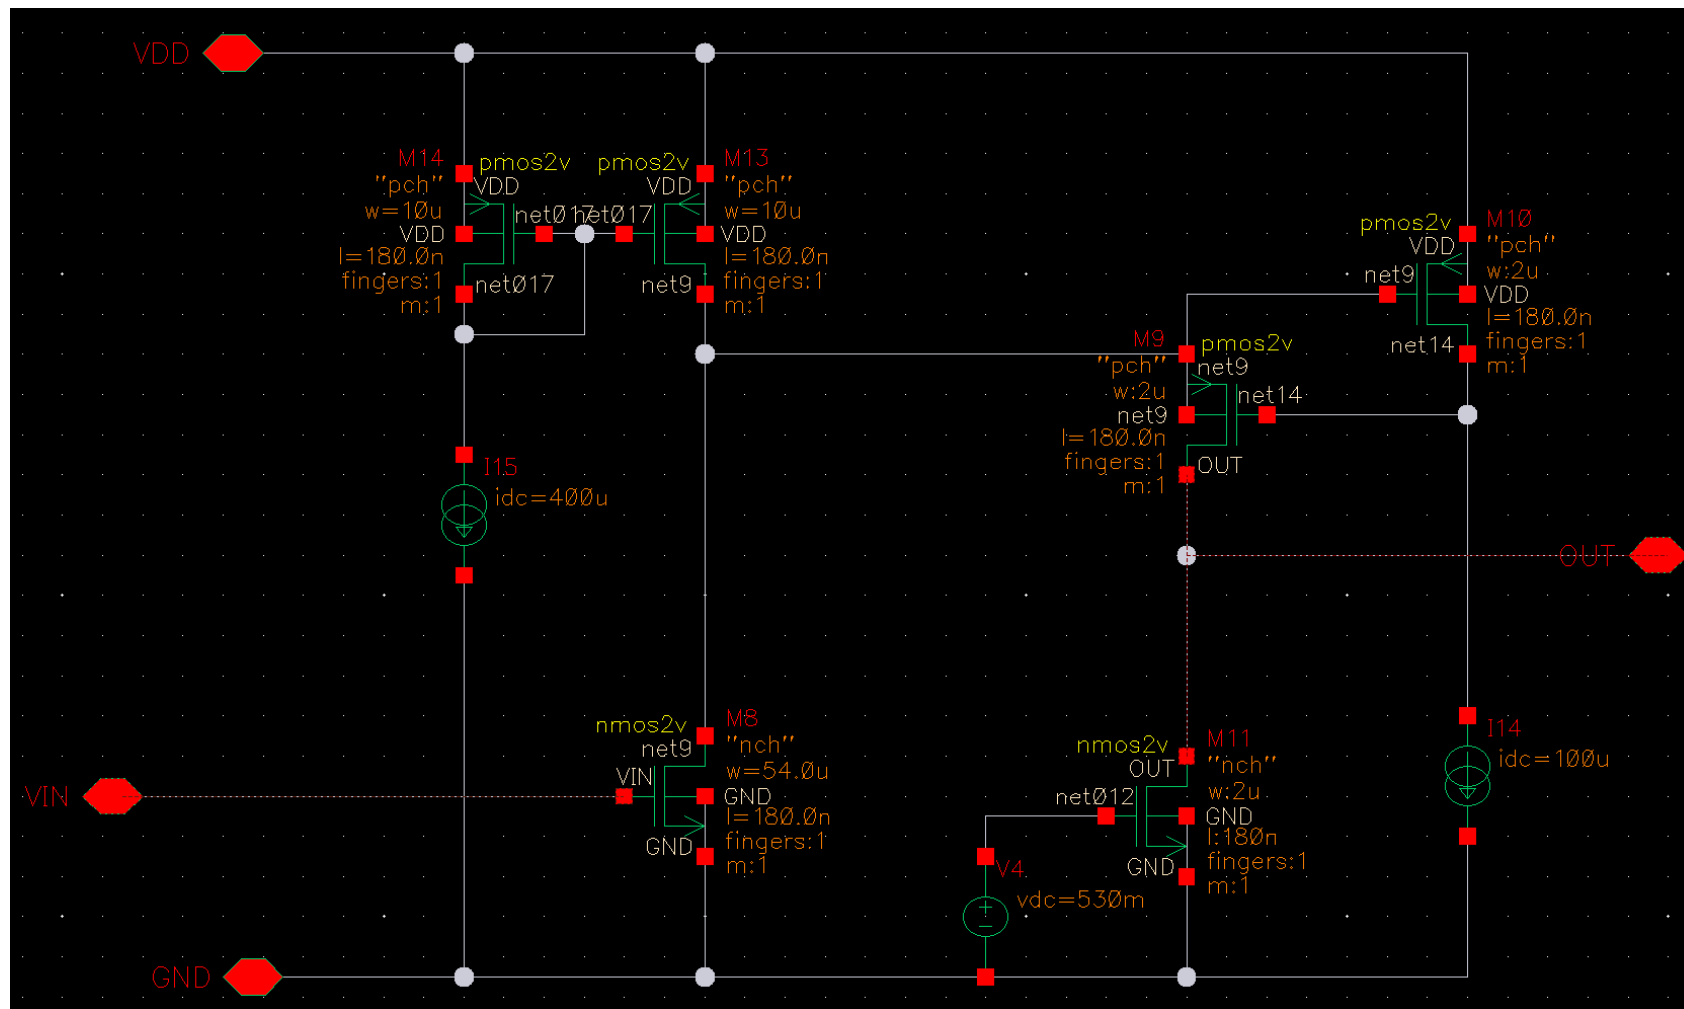 VDD
M14
pmos2v
pmos2v
M13
"pch"
VDD
VDD
"pch"
w=10u
net017
net017
w=10u
VDD
VDD
l=180.0n
l=180.0n
fingers:1
net017
net9
fingers:1
m:1
m:1
pmos2v
M10
VDD
"pch"
net9
w:2u
VDD
l=180.0n
net14
fingers:1
m:1
M9
pmos2v
"pch"
net9
w:2u
net14
net9
l=180.0n
fingers:1
OUT
m:1
I15
idc=400u
OUT
nmos2v
M8
net9
"nch"
VIN
w=54.0u
VIN
GND
l=180.0n
GND
fingers:1
m:1
nmos2v
M11
OUT
"nch"
net012
w:2u
GND
l:180n
GND
fingers:1
m:1
I14
idc=100u
V4
vdc=530m
GND